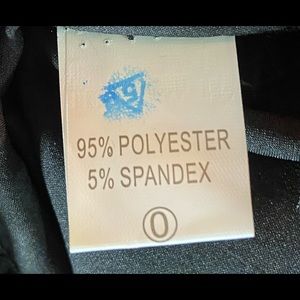 95% POLYESTER
5% SPANDEX
0